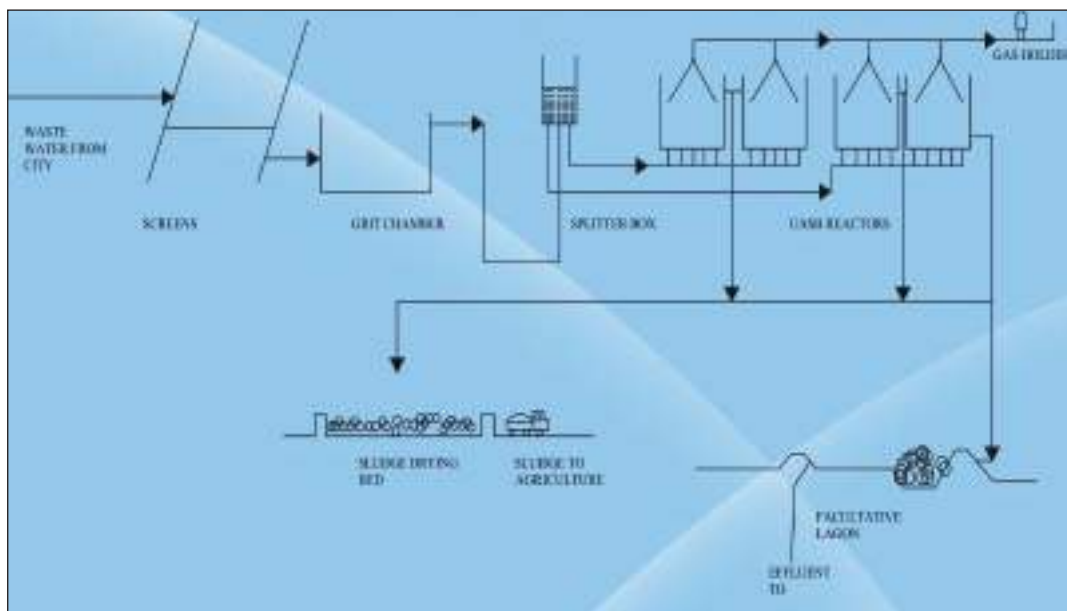 GAS HOLDER
WASTE
WATER FROM
CITY
SCREENS
GRIT CHAMBER
SPLITTER BOX
UASB REACTORS
SLUDGE DRYING
BED
SLUDGE TO
AGRICULTURE
FACULTATIVE
LAGON
EFFLUENT
TO